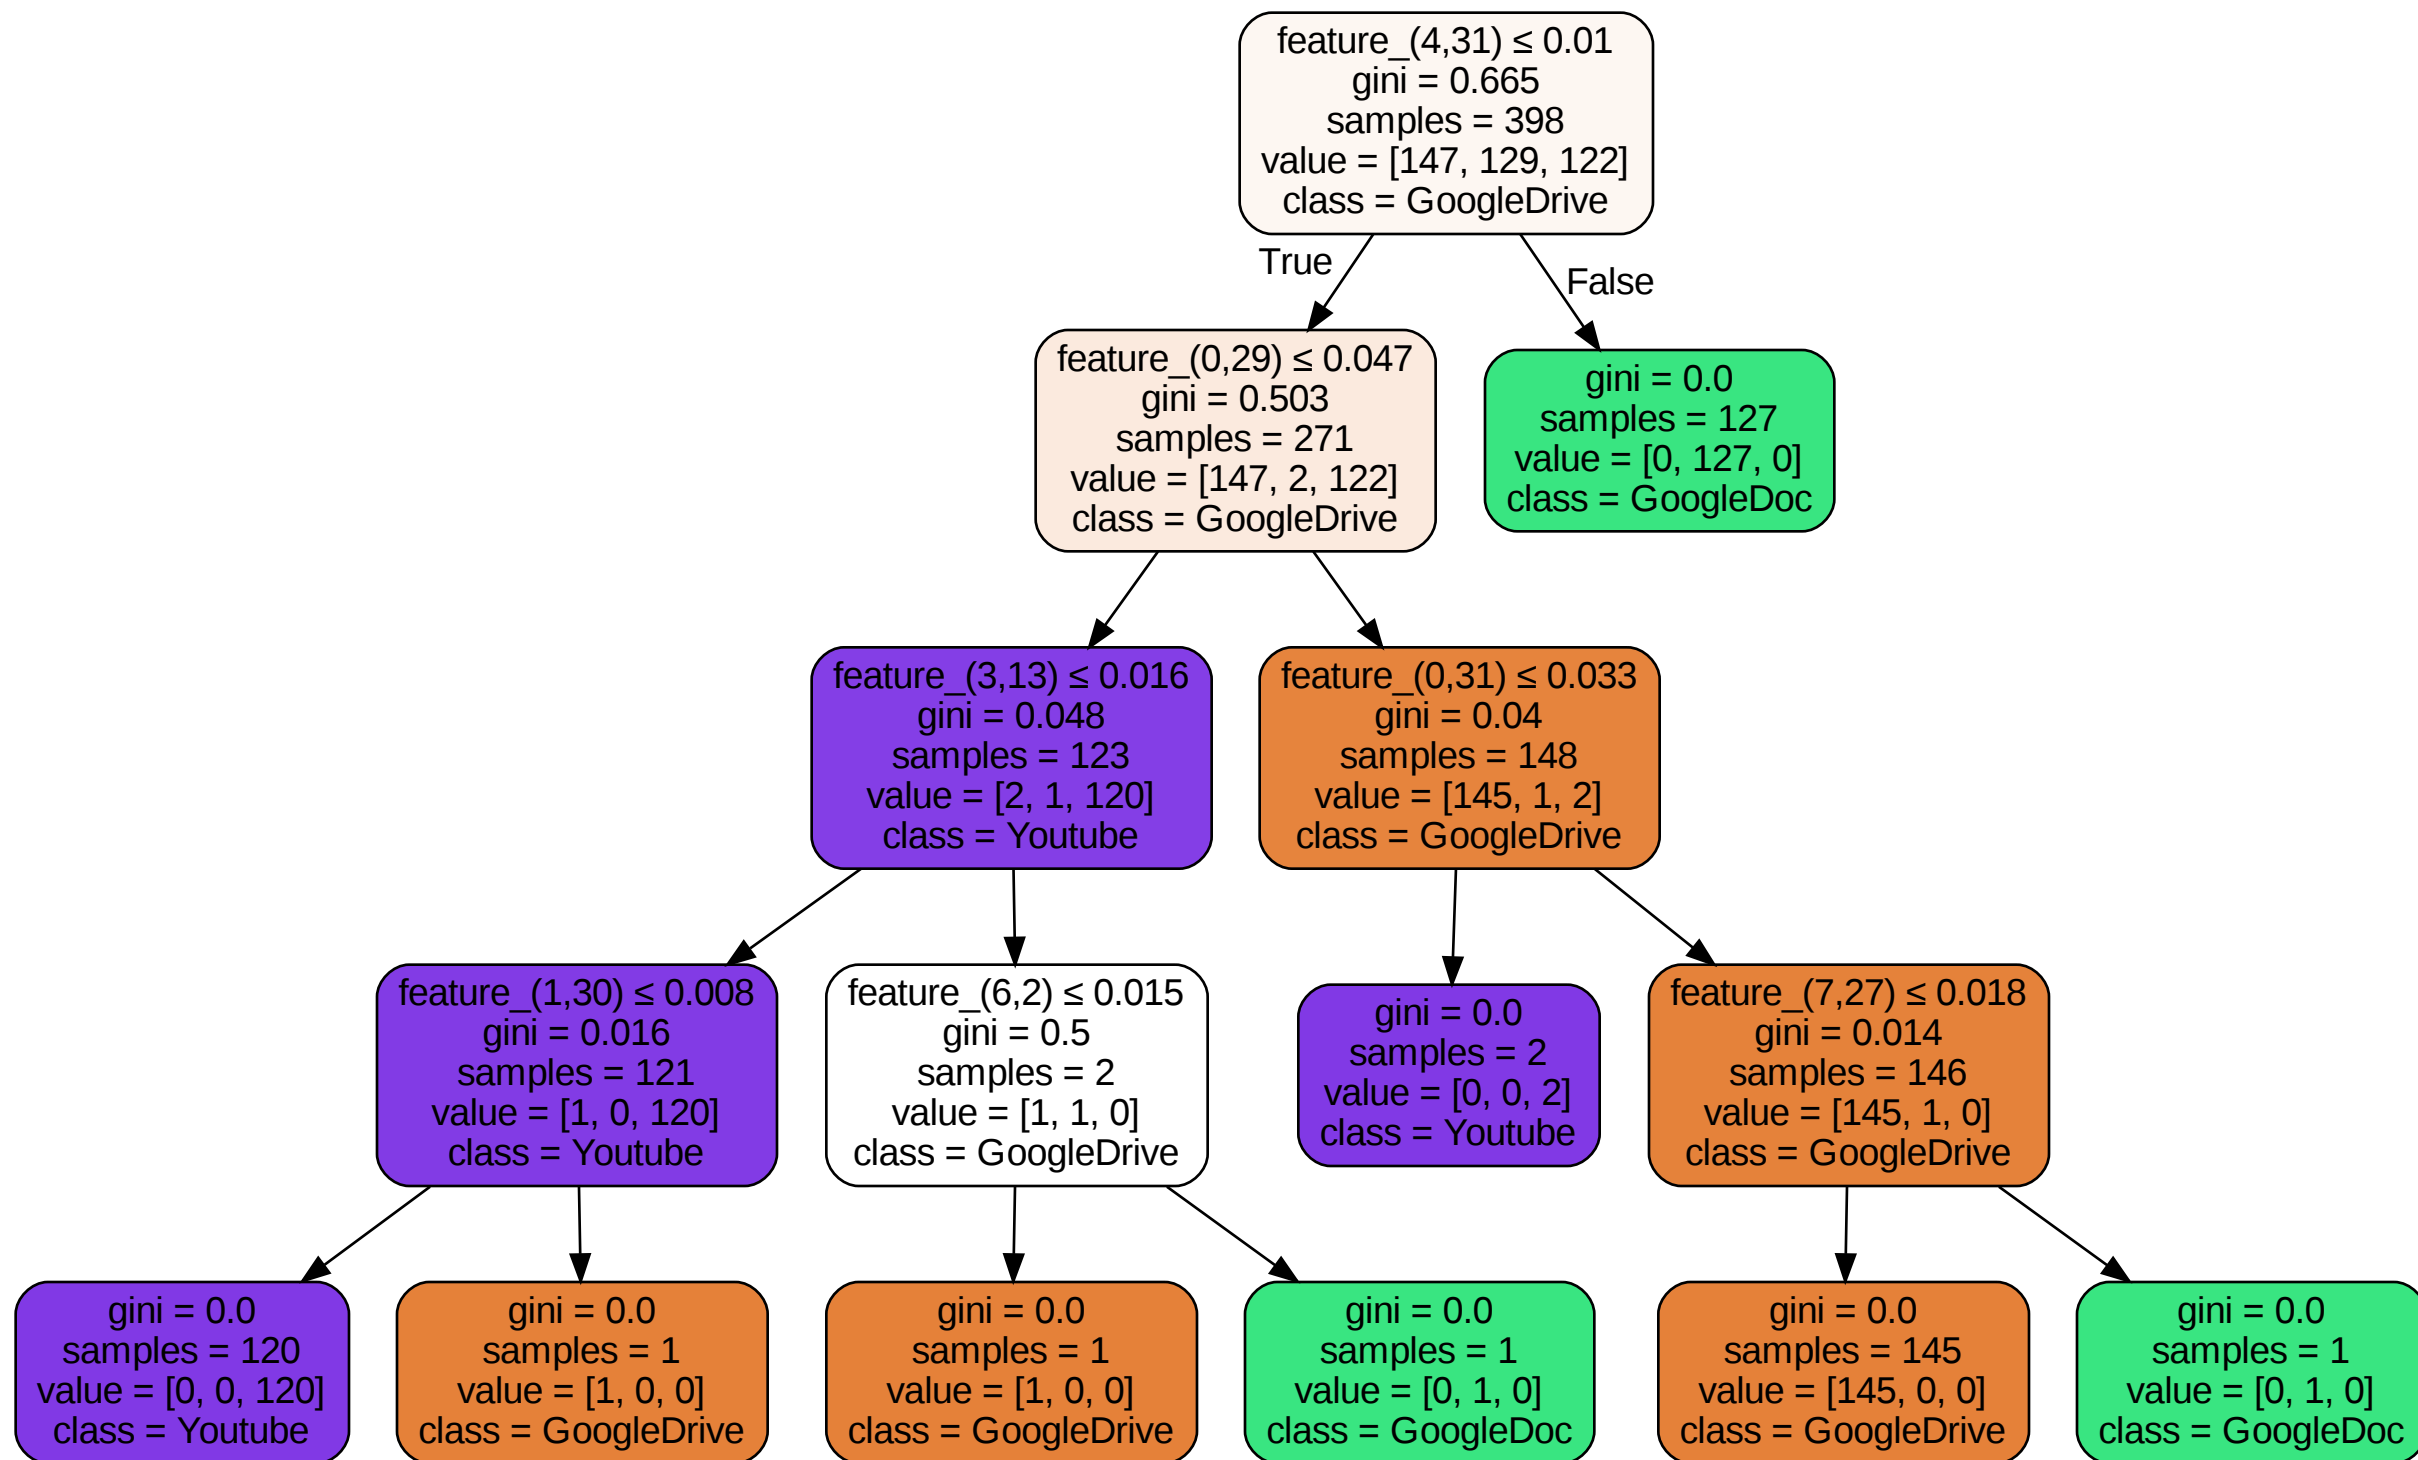 feature_(4,31) ≤ 0.01
gini = 0.665
samples = 398
value = [147, 129, 122]
class = GoogleDrive
True
False
feature_(0,29) ≤ 0.047
gini = 0.503
samples = 271
value = [147, 2, 122]
class = GoogleDrive
gini = 0.0
samples = 127
value = [0, 127, 0]
class = GoogleDoc
feature_(3,13) ≤ 0.016
gini = 0.048
samples = 123
value = [2, 1, 120]
class = Youtube
feature_(0,31) ≤ 0.033
gini = 0.04
samples = 148
value = [145, 1, 2]
class = GoogleDrive
feature_(1,30) ≤ 0.008
gini = 0.016
samples = 121
value = [1, 0, 120]
class = Youtube
feature_(6,2) ≤ 0.015
gini = 0.5
samples = 2
value = [1, 1, 0]
class = GoogleDrive
gini = 0.0
samples = 2
value = [0, 0, 2]
class = Youtube
feature_(7,27) ≤ 0.018
gini = 0.014
samples = 146
value = [145, 1, 0]
class = GoogleDrive
gini = 0.0
samples = 120
value = [0, 0, 120]
class = Youtube
gini = 0.0
samples = 1
value = [1, 0, 0]
class = GoogleDrive
gini = 0.0
samples = 1
value = [1, 0, 0]
class = GoogleDrive
gini = 0.0
samples = 1
value = [0, 1, 0]
class = GoogleDoc
gini = 0.0
samples = 145
value = [145, 0, 0]
class = GoogleDrive
gini = 0.0
samples = 1
value = [0, 1, 0]
class = GoogleDoc